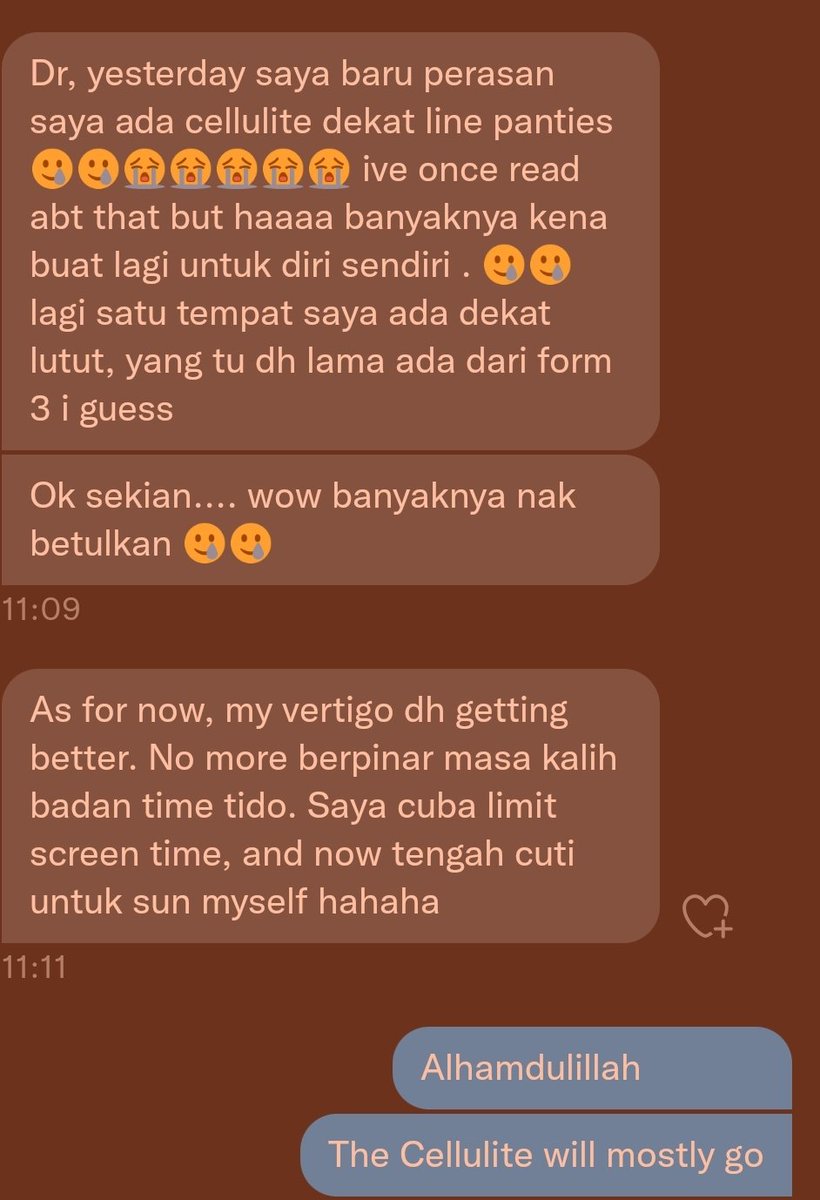 Dr, yesterday saya baru perasan
saya ada cellulite dekat line panties
🥲🥲😭😭😭😭😭 ive once read
abt that but haaaa banyaknya kena
buat lagi untuk diri sendiri . 🥲🥲
lagi satu tempat saya ada dekat
lutut, yang tu dh lama ada dari form
3 i guess
Ok sekian.... wow banyaknya nak
betulkan 🥲🥲
11:09
As for now, my vertigo dh getting
better. No more berpinar masa kalih
badan time tido. Saya cuba limit
screen time, and now tengah cuti
untuk sun myself hahaha
11:11
Alhamdulillah
The Cellulite will mostly go